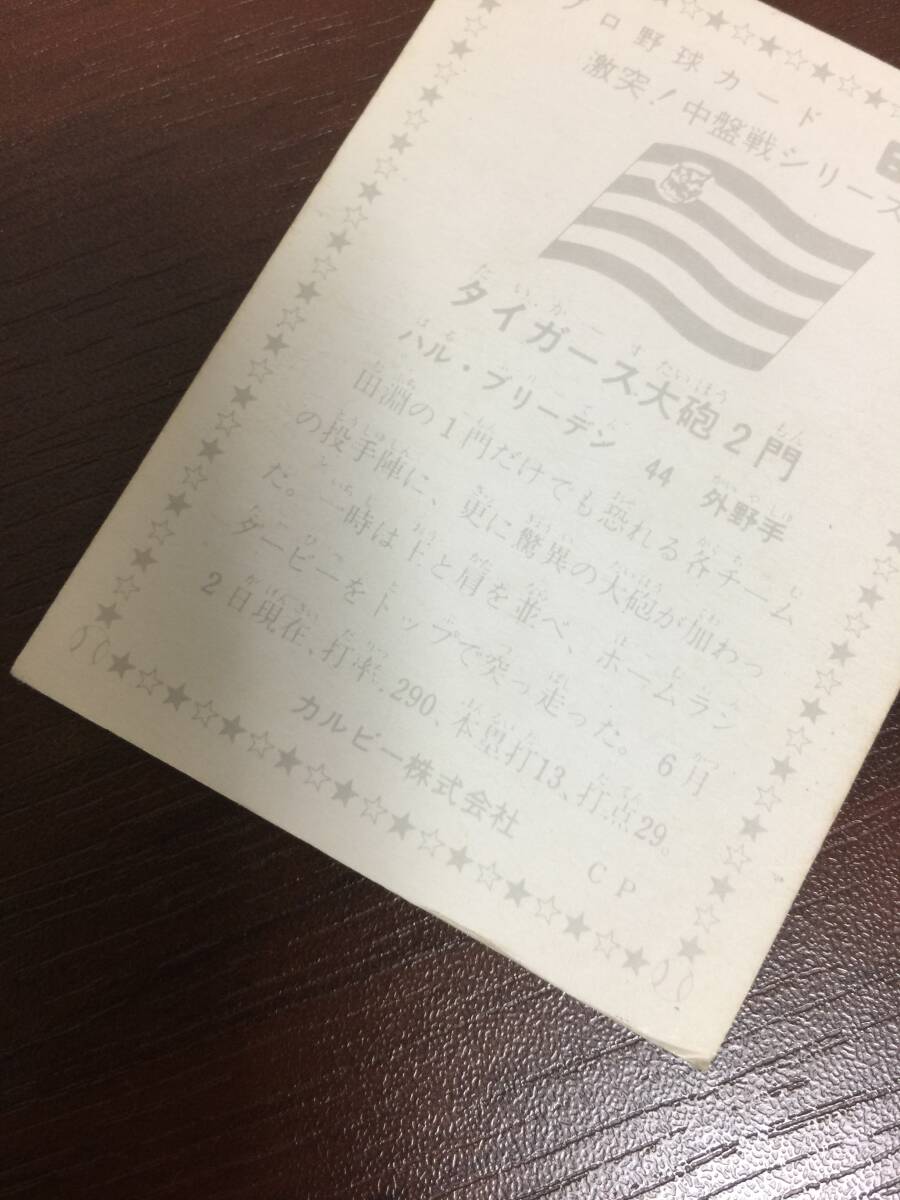 プロ野球カード
激突!中盤戦シリーズ
タイガース大砲2門
ハル・ブリーデン 44 外野手
田淵の1門だけでも恐れる各チーム
の投手陣に、更に驚異の大砲が加わっ
た。一時は王と肩を並べ、ホームラン
ダービーをトップで突っ走った。6月
2日現在、打率.290、本塁打13、打点29。
カルビー株式会社
CP